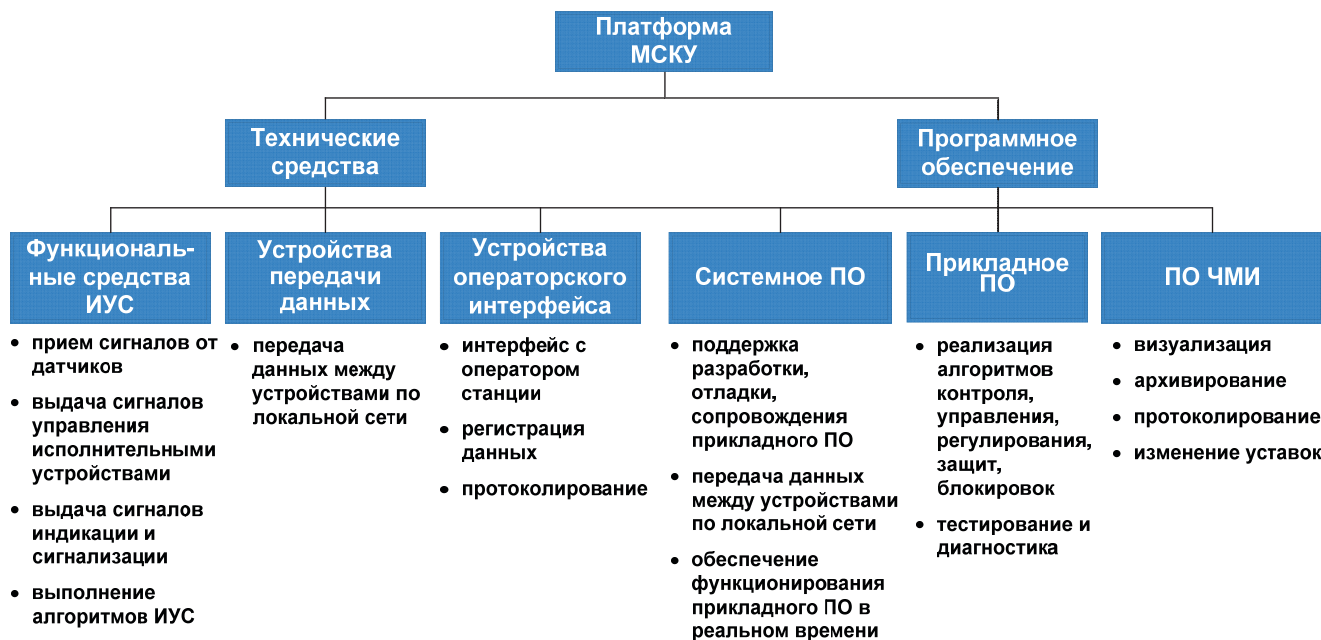 Платформа
МСКУ
Технические
средства
Программное
обеспечение
Функциональ-
ные средства
ИУС
Устройства
передачи
данных
Устройства
операторского
интерфейса
Системное ПО
Прикладное
ПО
ПО ЧМИ
• прием сигналов от
датчиков
• выдача сигналов
управления
исполнительными
устройствами
• выдача сигналов
индикации и
сигнализации
• выполнение
алгоритмов ИУС
• передача
данных между
устройствами по
локальной сети
• интерфейс с
оператором
станции
• регистрация
данных
• протоколирование
• поддержка
разработки,
отладки,
сопровождения
прикладного ПО
• передача данных
между устройствами
по локальной сети
• обеспечение
функционирования
прикладного ПО в
реальном времени
• реализация
алгоритмов
контроля,
управления,
регулирования,
защит,
блокировок
• тестирование и
диагностика
• визуализация
• архивирование
• протоколирование
• изменение уставок